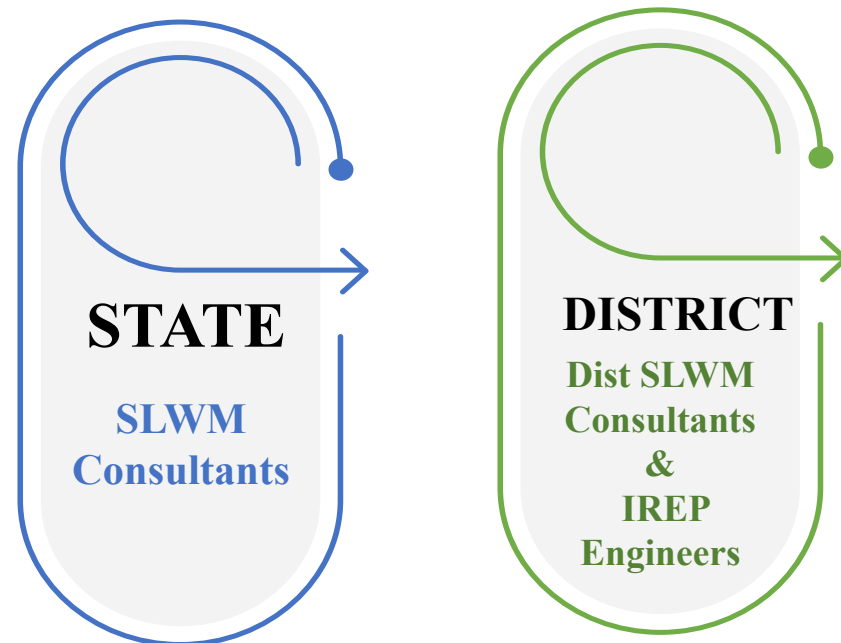 STATE
SLWM
Consultants
DISTRICT
Dist SLWM
Consultants
&
IREP
Engineers